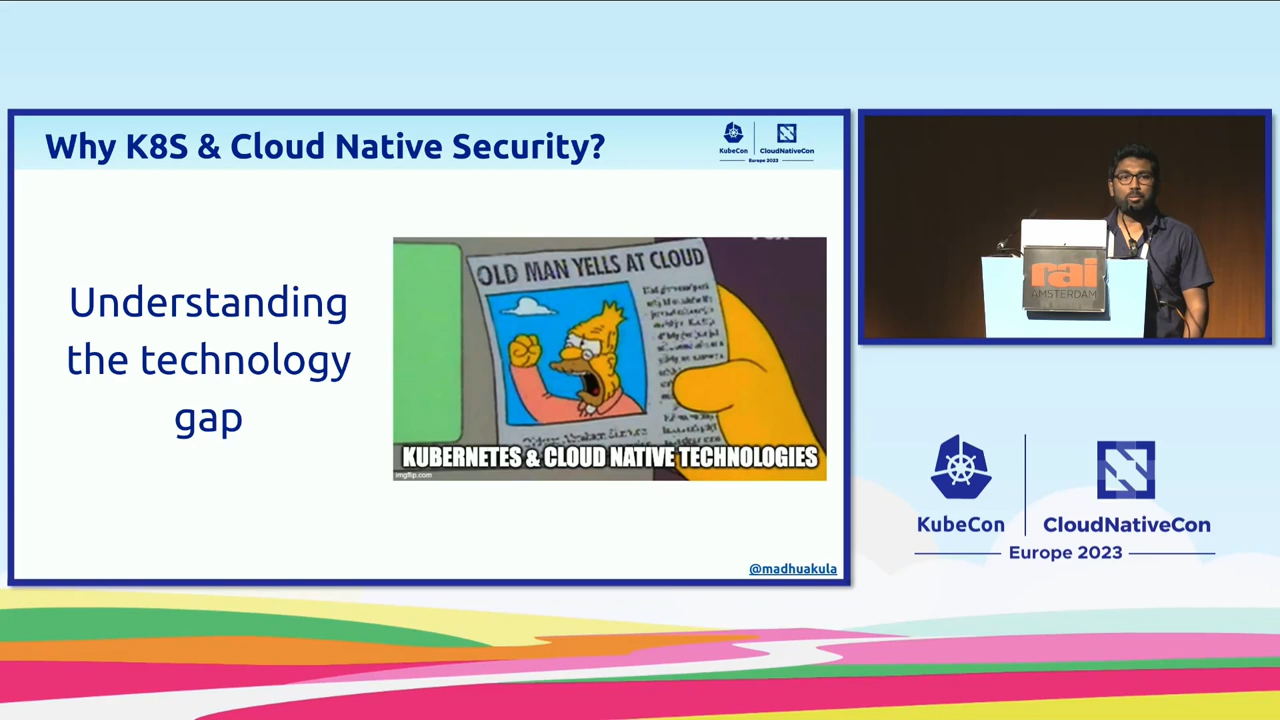 Why K8S & Cloud Native Security?
KubeCon
CloudNativeCon
Europe 2023
Understanding
the technology
gap
OLD MAN YELLS AT CLOUD
KUBERNETES & CLOUD NATIVE TECHNOLOGIES
imgflip.com
@madhuakula
rai
AMSTERDAM
KubeCon
CloudNativeCon
Europe 2023